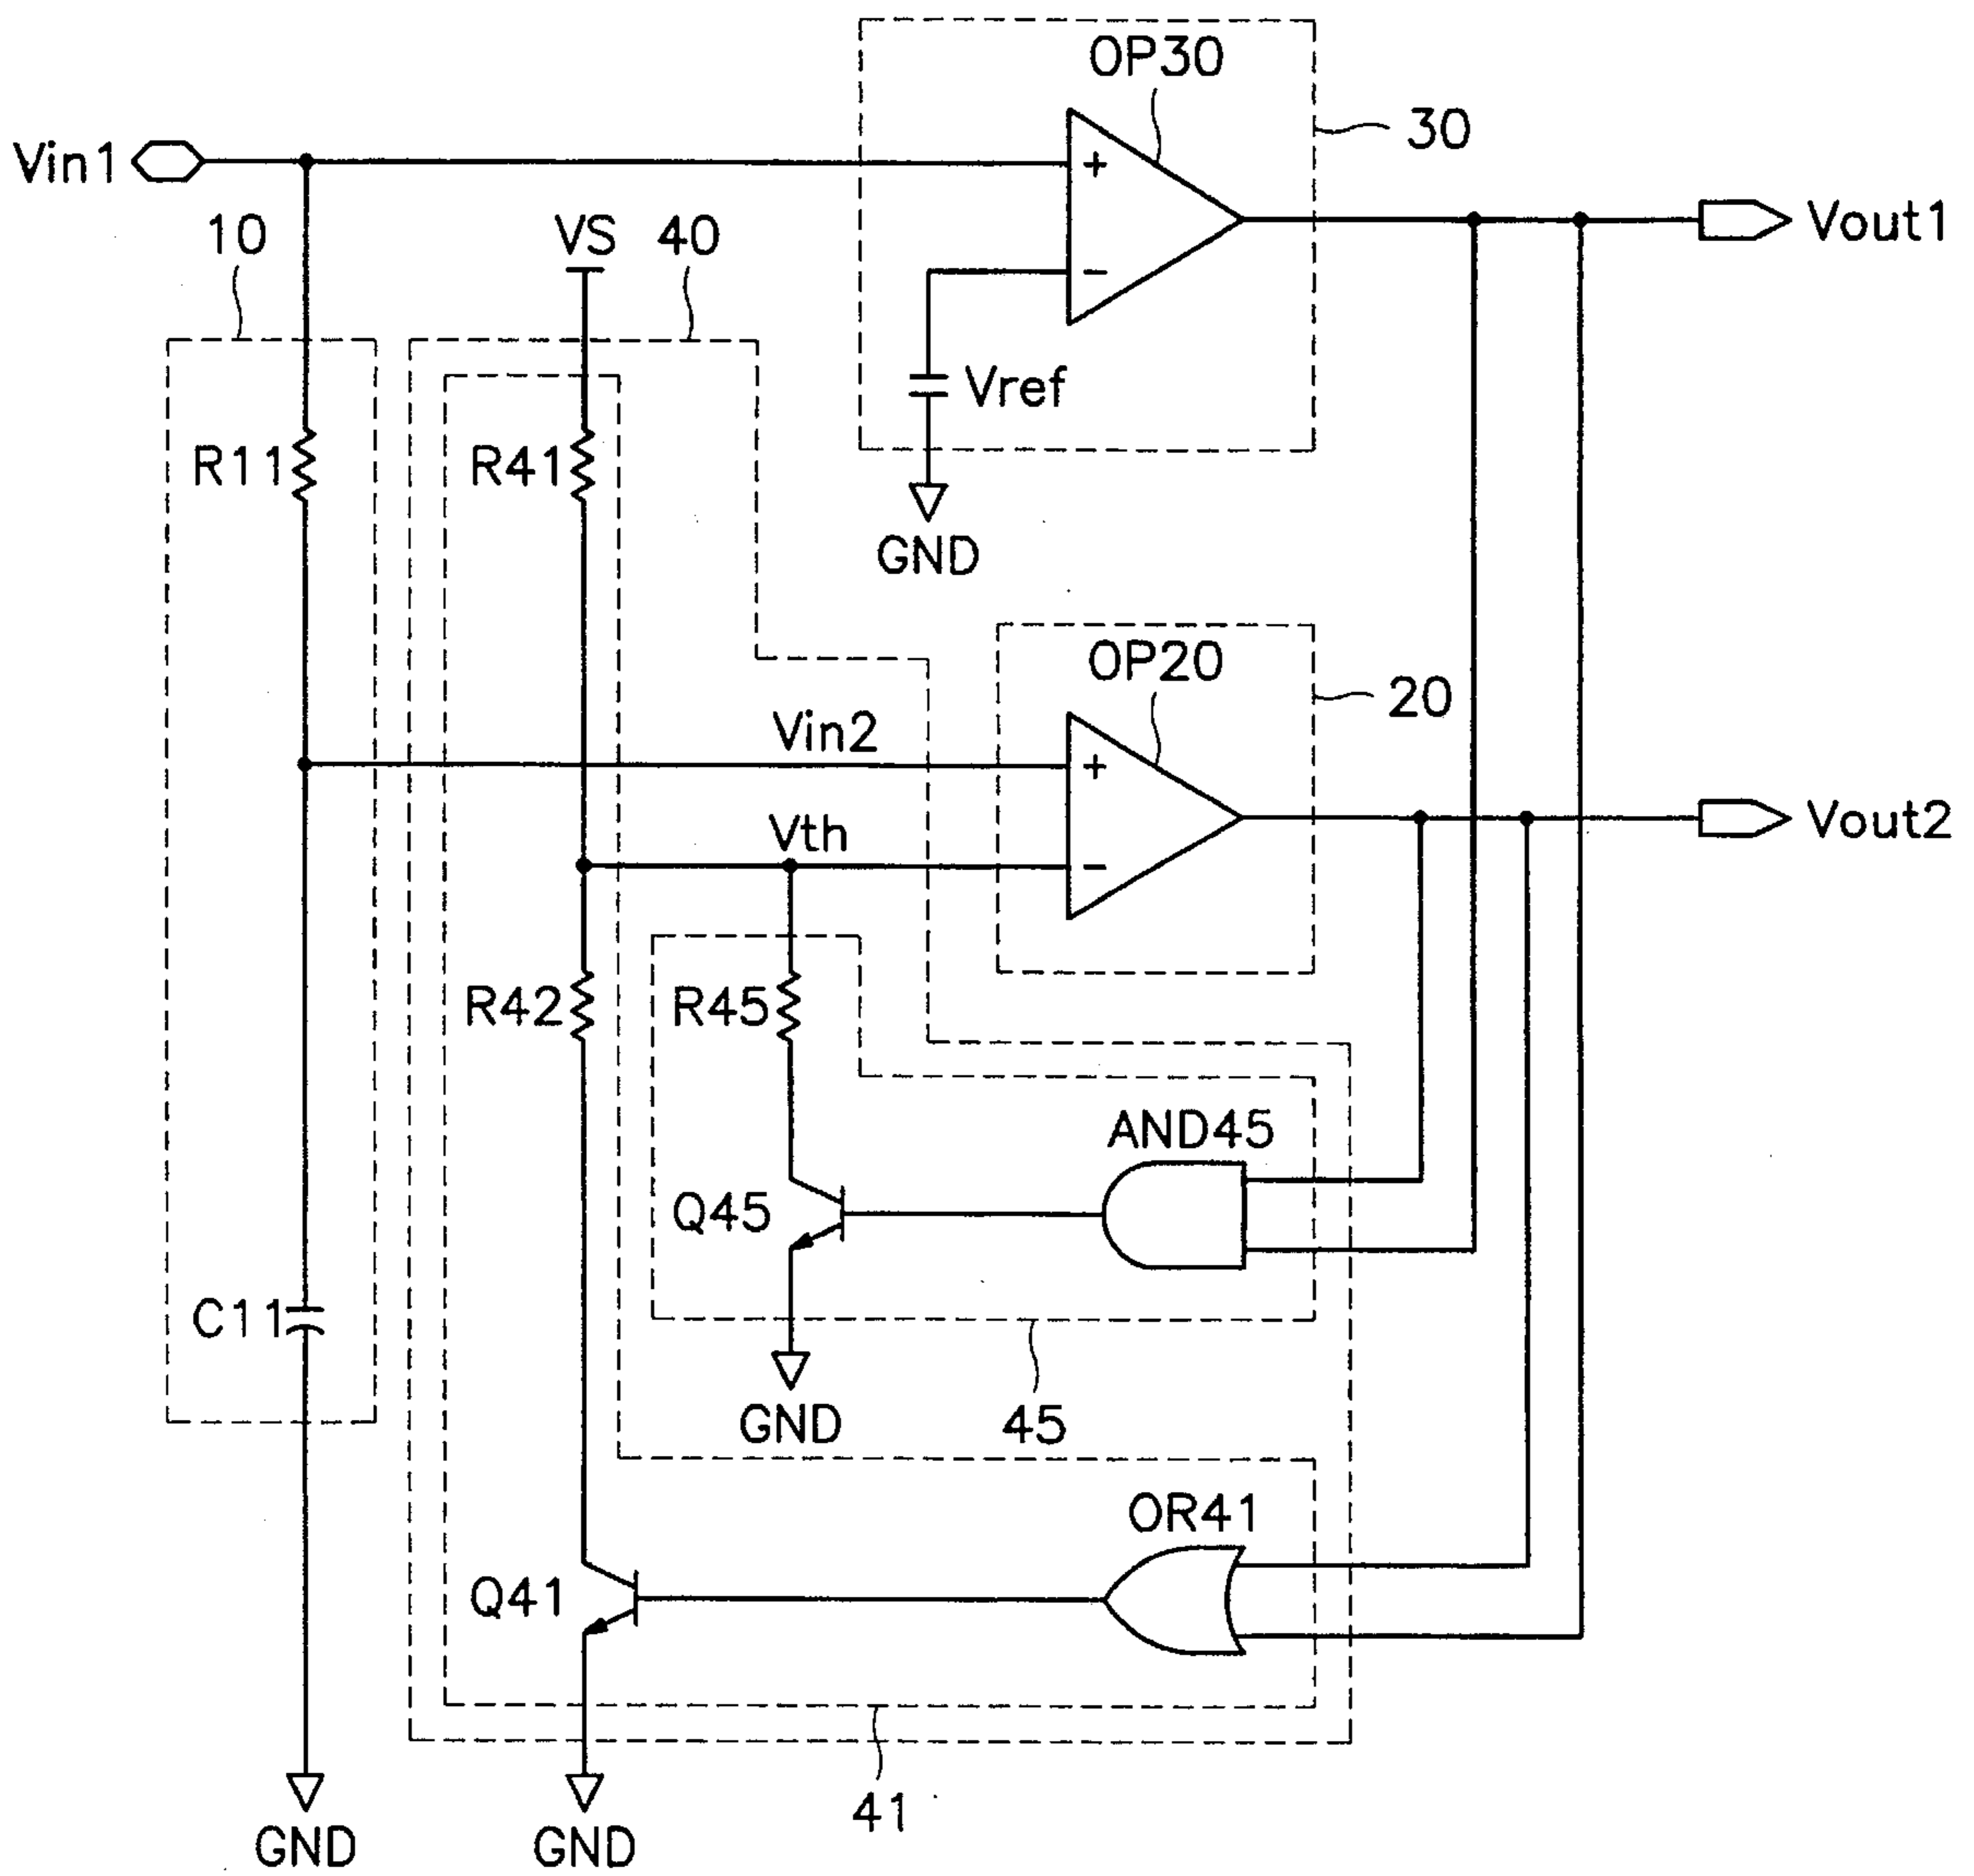 OP30
30
Vin1
+
Vout1
10
VS
40
−
Vref
R11
R41
GND
OP20
20
Vin2
+
Vout2
Vth
−
R42
R45
AND45
Q45
C11
GND
45
OR41
Q41
41
GND
GND